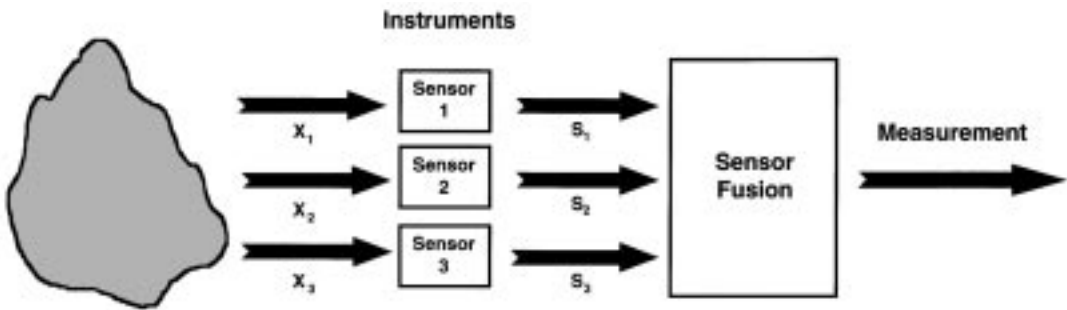 Instruments
Sensor
1
X₁
S₁
Sensor
2
X₂
S₂
Sensor
3
X₃
S₃
Sensor
Fusion
Measurement